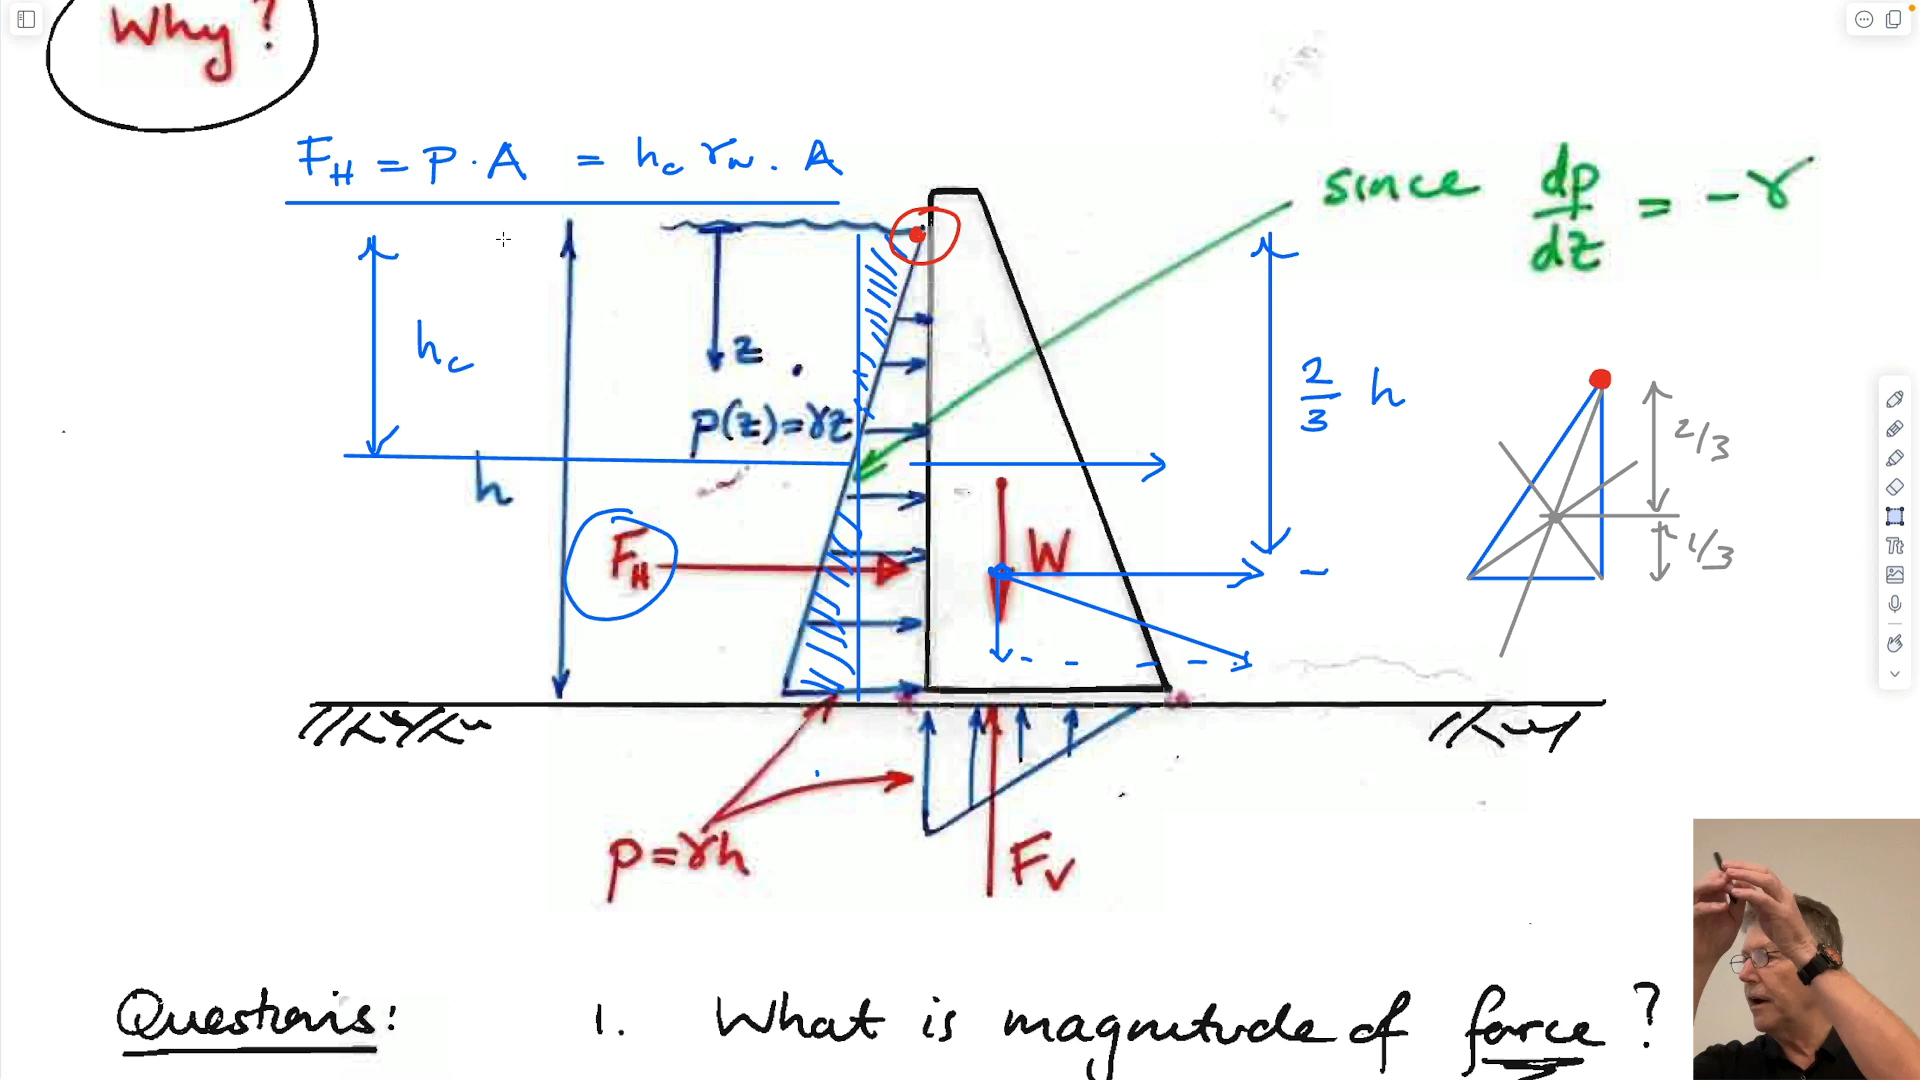 Why?
F_H = P · A = h_c γ_w · A
since dp/dz = -γ
h_c
z
2/3 h
p(z)=γz
2/3
h
F_H
W
1/3
p=γh
F_V
Questions: 1. What is magnitude of force?
Tt